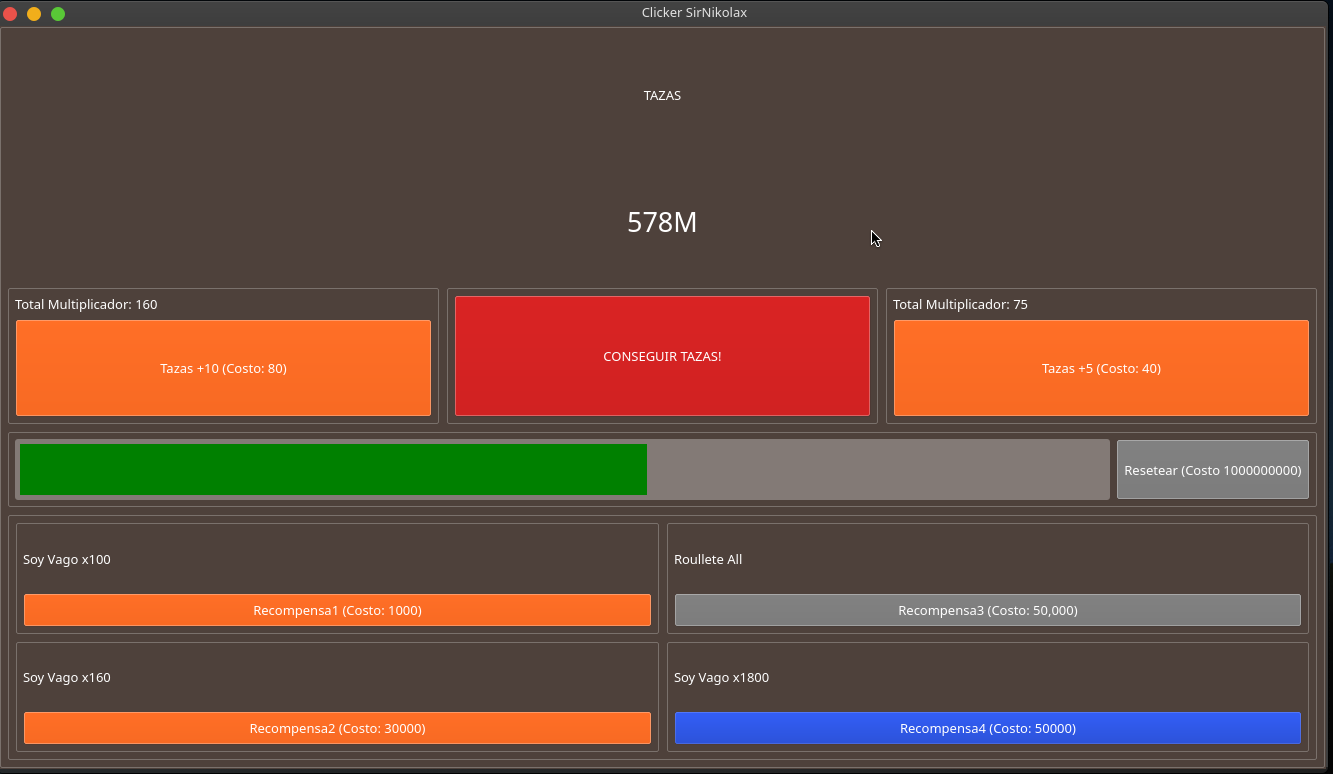 Clicker SirNikolax
TAZAS
578M
Total Multiplicador: 160
Tazas +10 (Costo: 80)
CONSEGUIR TAZAS!
Total Multiplicador: 75
Tazas +5 (Costo: 40)
Resetear (Costo 1000000000)
Soy Vago x100
Recompensa1 (Costo: 1000)
Roullete All
Recompensa3 (Costo: 50,000)
Soy Vago x160
Recompensa2 (Costo: 30000)
Soy Vago x1800
Recompensa4 (Costo: 50000)